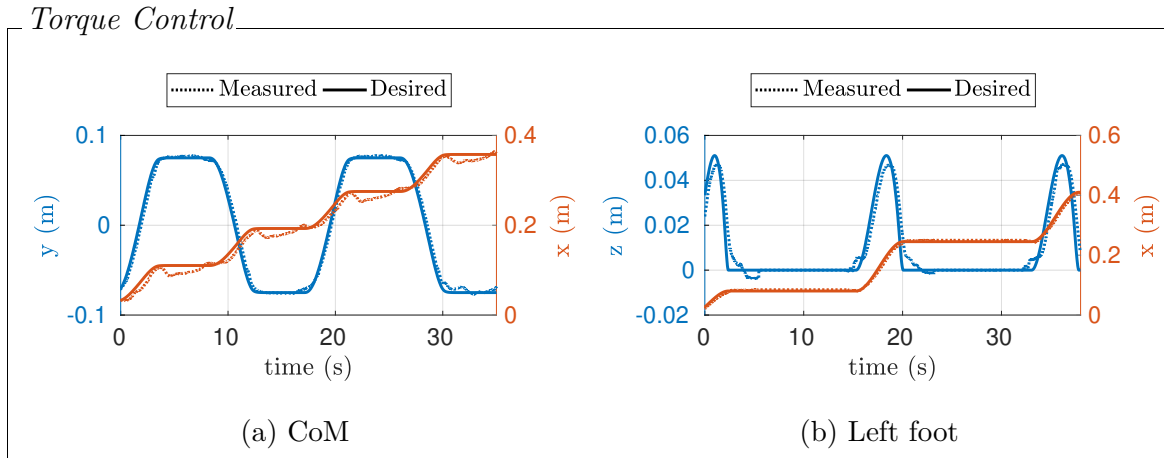 Torque Control
Measured Desired
Measured Desired
0.1 0.4
y (m)
0 0.2
x (m)
-0.1 0
0 10 20 30
time (s)
(a) CoM
0.06 0.6
0.04 0.4
z (m)
0.02
x (m)
0 0.2
-0.02 0
0 10 20 30
time (s)
(b) Left foot